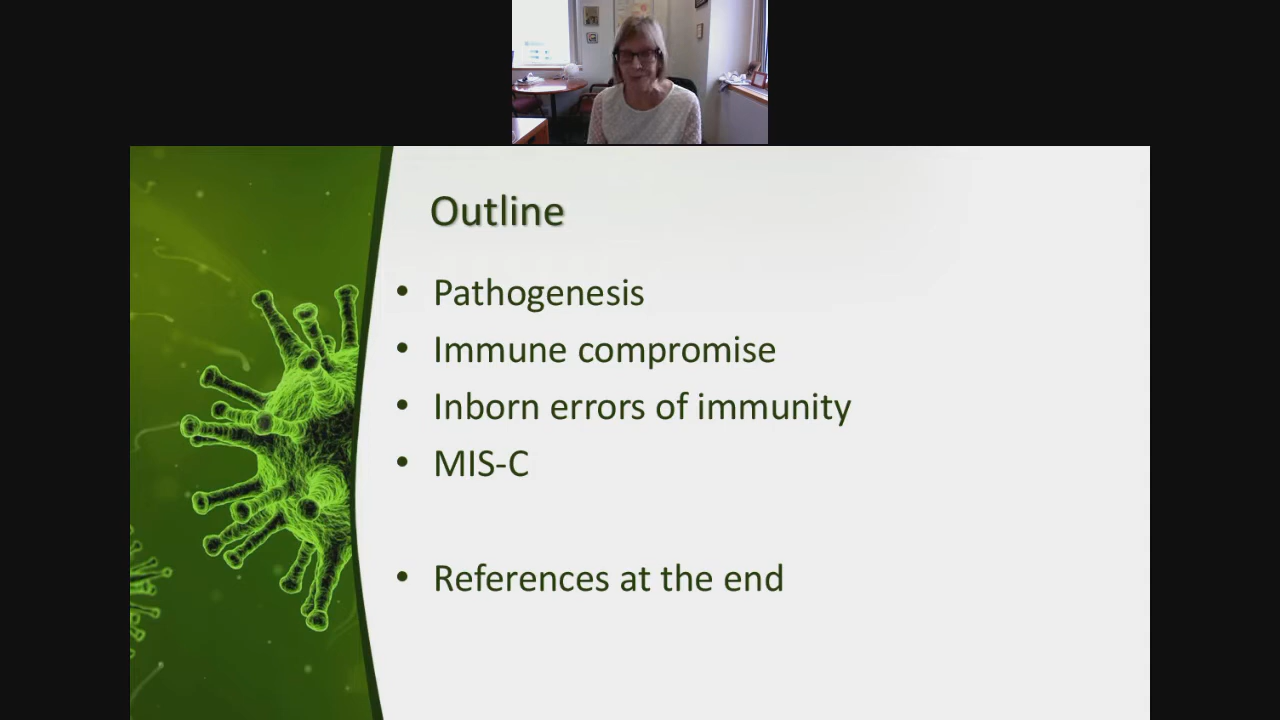 Outline
• Pathogenesis
• Immune compromise
• Inborn errors of immunity
• MIS-C
• References at the end